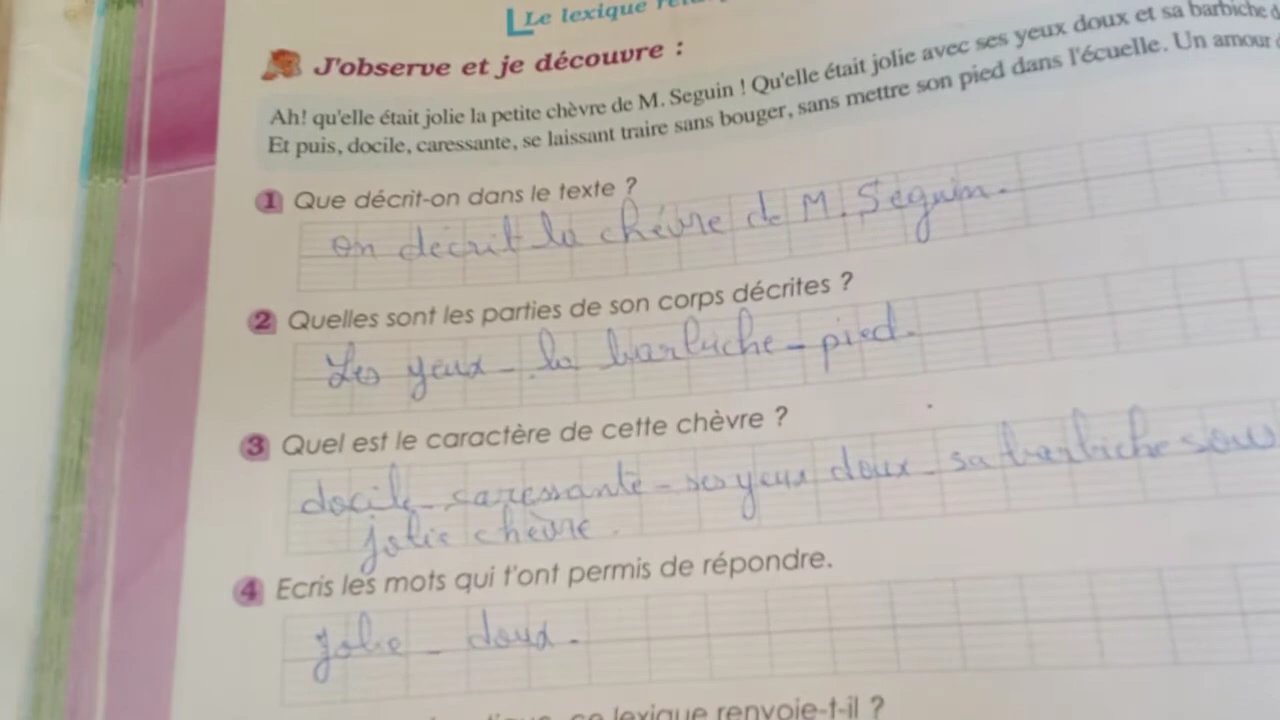 Le lexique
J'observe et je découvre :
Ah! qu'elle était jolie la petite chèvre de M. Seguin ! Qu'elle était jolie avec ses yeux doux et sa barbiche d
Et puis, docile, caressante, se laissant traire sans bouger, sans mettre son pied dans l'écuelle. Un amour
1 Que décrit-on dans le texte ?
on décrit la chèvre de M. Seguin.
2 Quelles sont les parties de son corps décrites ?
Les yeux - la barbiche - pied.
3 Quel est le caractère de cette chèvre ?
docile - caressante - ses yeux doux - sa barbiche sous
jolie chèvre.
4 Ecris les mots qui t'ont permis de répondre.
jolie - doux.
ce lexique renvoie-t-il ?